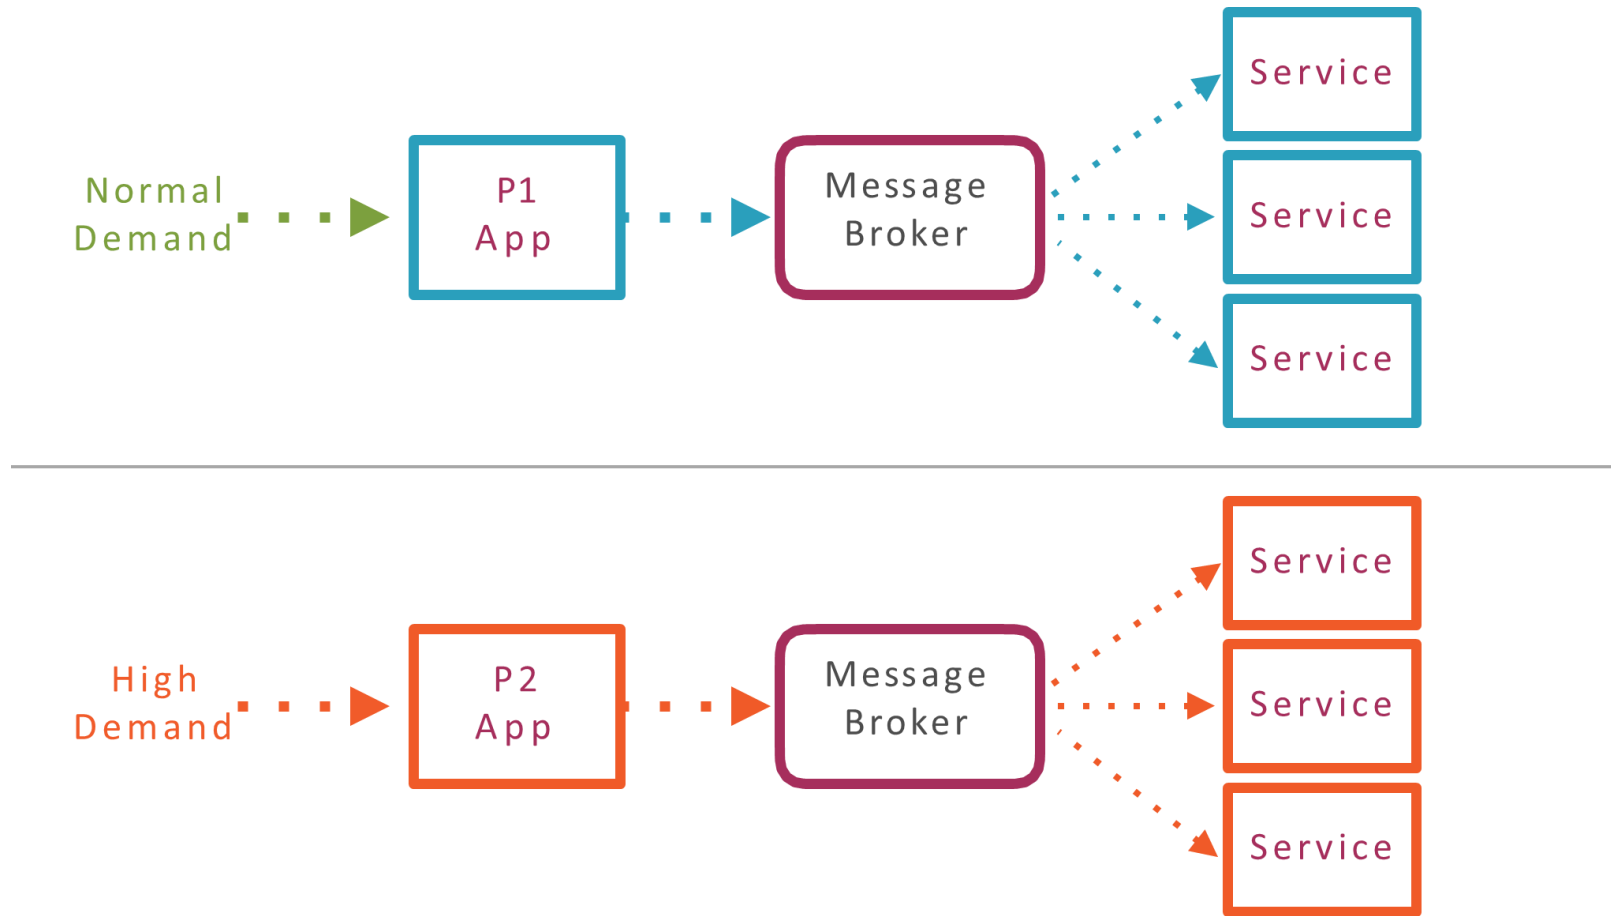 Normal
Demand
P1
App
Message
Broker
Service
Service
Service
High
Demand
P2
App
Message
Broker
Service
Service
Service